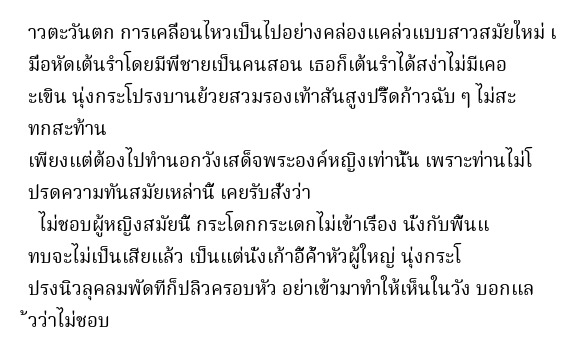 าวตะวันตก การเคลื่อนไหวเป็นไปอย่างคล่องแคล่วแบบสาวสมัยใหม่ เ
มื่อหัดเต้นรำโดยมีพี่ชายเป็นคนสอน เธอก็เต้นรำได้สง่าไม่มีเคอ
ะเขิน นุ่งกระโปรงบานย้วยสวมรองเท้าส้นสูงปรี๊ดก้าวฉับ ๆ ไม่สะ
ทกสะท้าน
เพียงแต่ต้องไปทำนอกวังเสด็จพระองค์หญิงเท่านั้น เพราะท่านไม่โ
ปรดความทันสมัยเหล่านี้ เคยรับสั่งว่า
ไม่ชอบผู้หญิงสมัยนี้ กระโดกกระเดกไม่เข้าเรื่อง นั่งกับพื้นแ
ทบจะไม่เป็นเสียแล้ว เป็นแต่นั่งเก้าอี้ค้ำหัวผู้ใหญ่ นุ่งกระโ
ปรงนิวลุคลมพัดทีก็ปลิวครอบหัว อย่าเข้ามาทำให้เห็นในวัง บอกแล
้วว่าไม่ชอบ